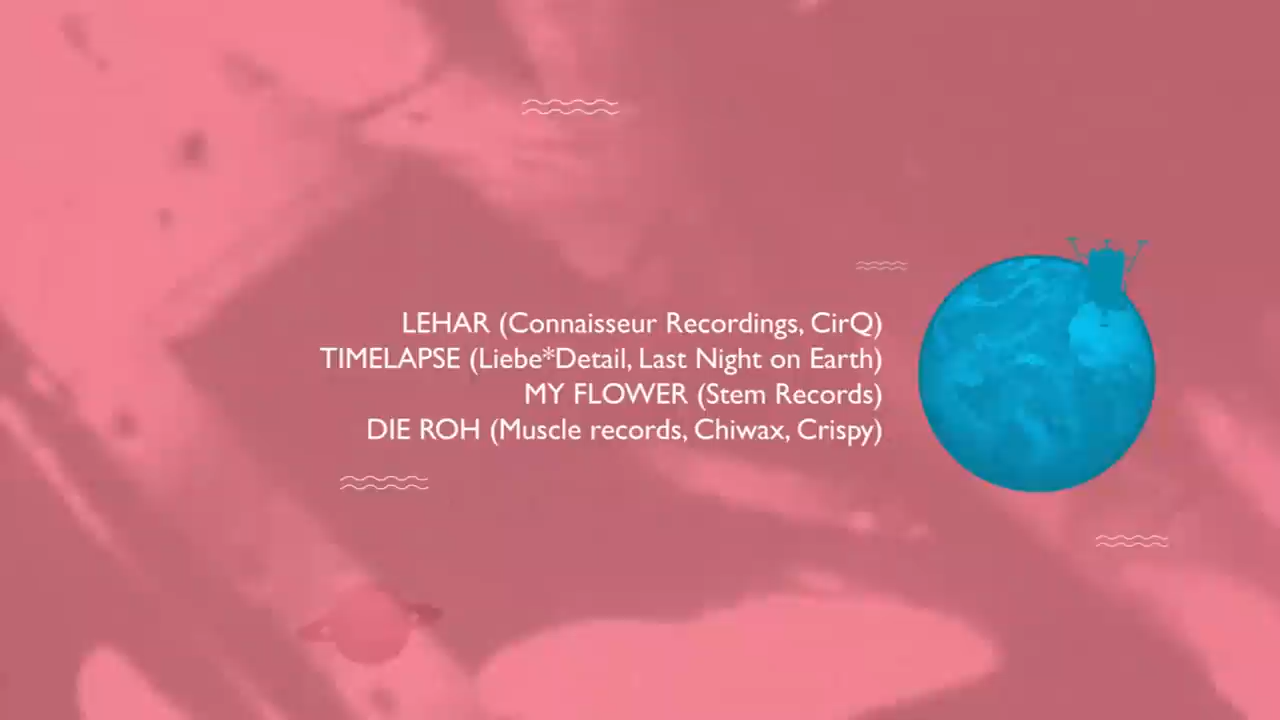 LEHAR (Connaisseur Recordings, CirQ)
TIMELAPSE (Liebe*Detail, Last Night on Earth)
MY FLOWER (Stem Records)
DIE ROH (Muscle records, Chiwax, Crispy)